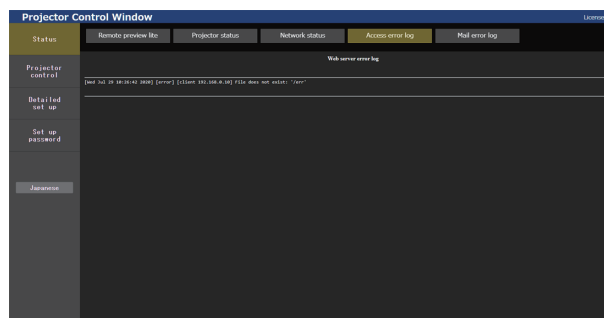 Projector Control Window
License
Status
Remote preview lite
Projector status
Network status
Access error log
Mail error log
Web server error log
[Wed Jul 29 10:26:42 2020] [error] [client 192.168.0.10] File does not exist: '/err'
Projector
control
Detailed
set up
Set up
password
Japanese